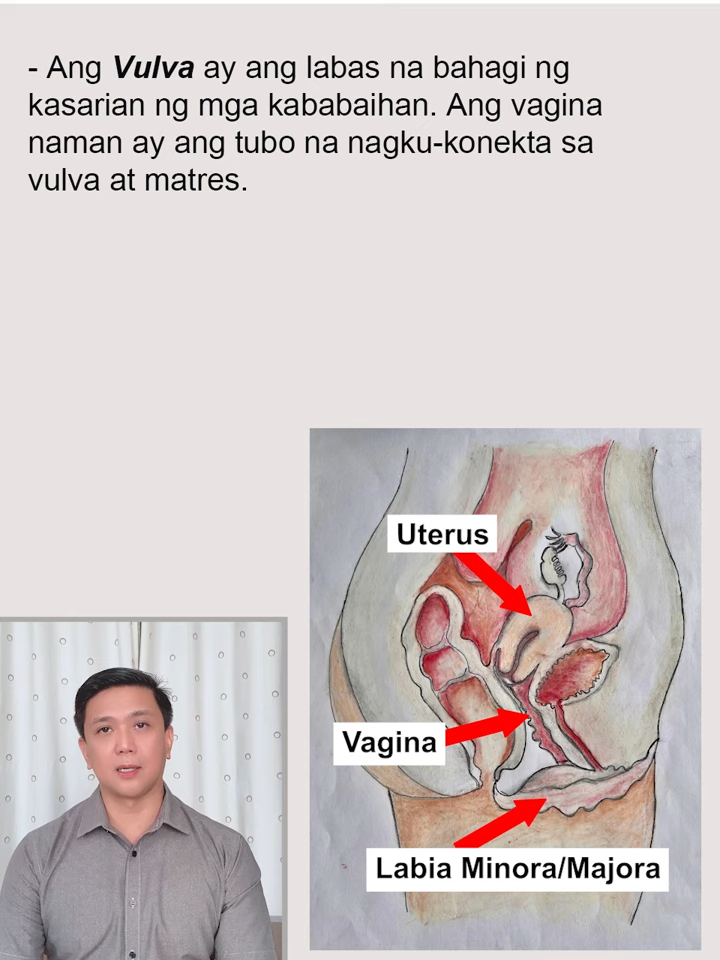 - Ang Vulva ay ang labas na bahagi ng
kasarian ng mga kababaihan. Ang vagina
naman ay ang tubo na nagku-konekta sa
vulva at matres.
Uterus
Vagina
Labia Minora/Majora